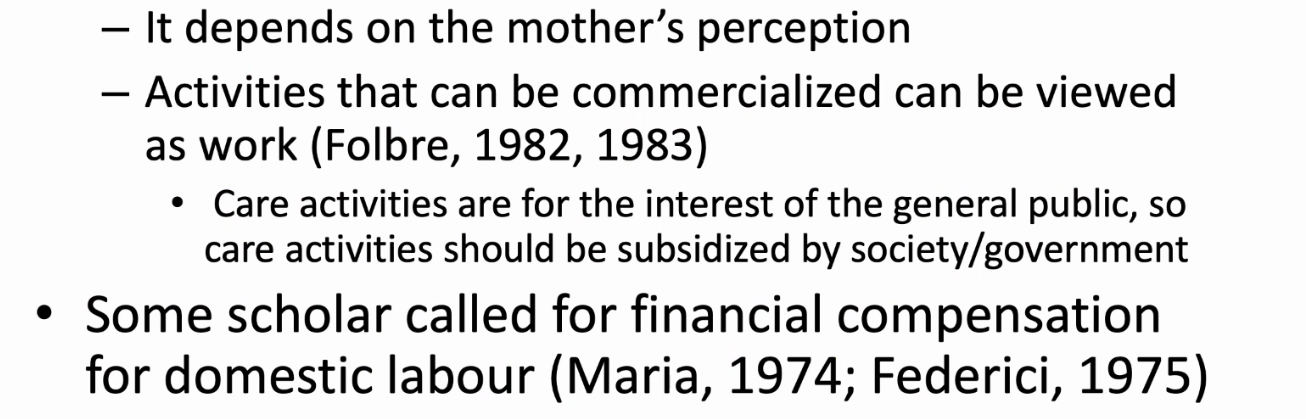 – It depends on the mother’s perception
– Activities that can be commercialized can be viewed
as work (Folbre, 1982, 1983)
• Care activities are for the interest of the general public, so
care activities should be subsidized by society/government
• Some scholar called for financial compensation
for domestic labour (Maria, 1974; Federici, 1975)